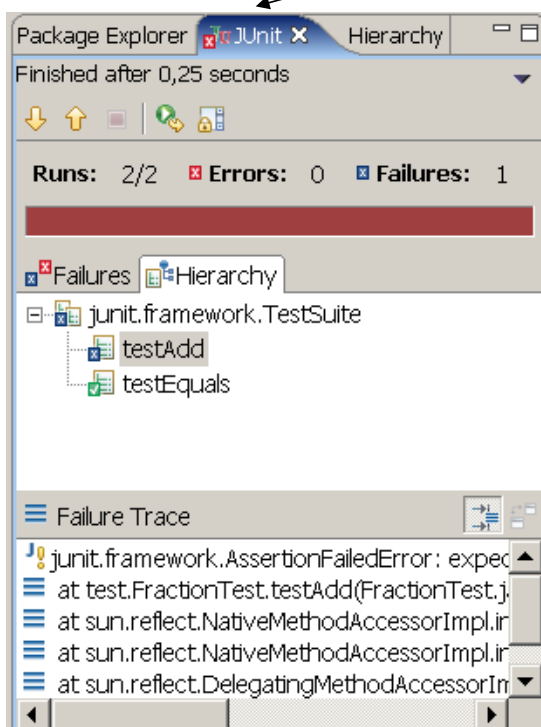 Package Explorer JUnit Hierarchy
Finished after 0,25 seconds
Runs: 2/2 Errors: 0 Failures: 1
Failures Hierarchy
junit.framework.TestSuite
testAdd
testEquals
Failure Trace
junit.framework.AssertionFailedError: expec
at test.FractionTest.testAdd(FractionTest.j
at sun.reflect.NativeMethodAccessorImpl.in
at sun.reflect.NativeMethodAccessorImpl.in
at sun.reflect.DelegatingMethodAccessorIm